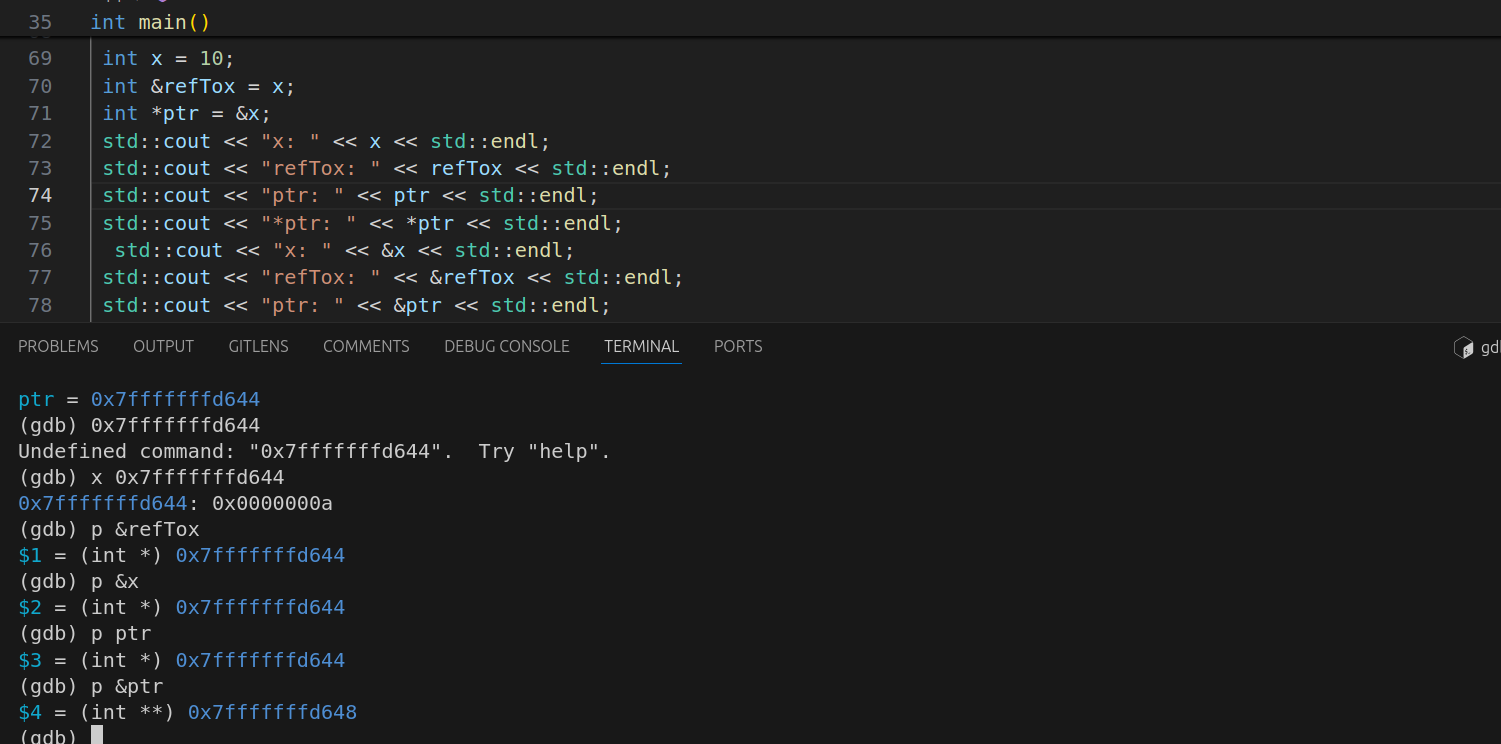 35 int main()
69 int x = 10;
70 int &refTox = x;
71 int *ptr = &x;
72 std::cout << "x: " << x << std::endl;
73 std::cout << "refTox: " << refTox << std::endl;
74 std::cout << "ptr: " << ptr << std::endl;
75 std::cout << "*ptr: " << *ptr << std::endl;
76 std::cout << "x: " << &x << std::endl;
77 std::cout << "refTox: " << &refTox << std::endl;
78 std::cout << "ptr: " << &ptr << std::endl;
PROBLEMS OUTPUT GITLENS COMMENTS DEBUG CONSOLE TERMINAL PORTS
ptr = 0x7fffffffd644
(gdb) 0x7fffffffd644
Undefined command: "0x7fffffffd644".  Try "help".
(gdb) x 0x7fffffffd644
0x7fffffffd644: 0x0000000a
(gdb) p &refTox
$1 = (int *) 0x7fffffffd644
(gdb) p &x
$2 = (int *) 0x7fffffffd644
(gdb) p ptr
$3 = (int *) 0x7fffffffd644
(gdb) p &ptr
$4 = (int **) 0x7fffffffd648
(gdb)